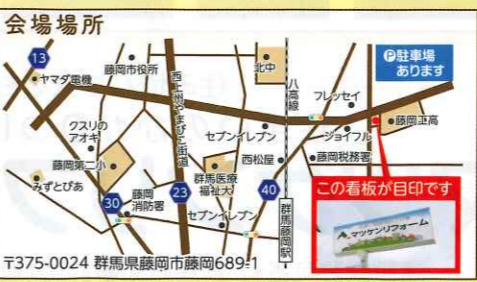 会場場所
13
ヤマダ電機
藤岡市役所
西上州やまびこ街道
北中
八高線
Ⓟ駐車場
あります
フレッセイ
クスリの
アオキ
セブンイレブン
ジョイフル
藤岡工高
藤岡第二小
群馬医療
福祉大
西松屋
藤岡税務署
みずとぴあ
30
藤岡
消防署
23
セブンイレブン
40
群馬藤岡駅
この看板が目印です
マツケンリフォーム
〒375-0024 群馬県藤岡市藤岡689-1